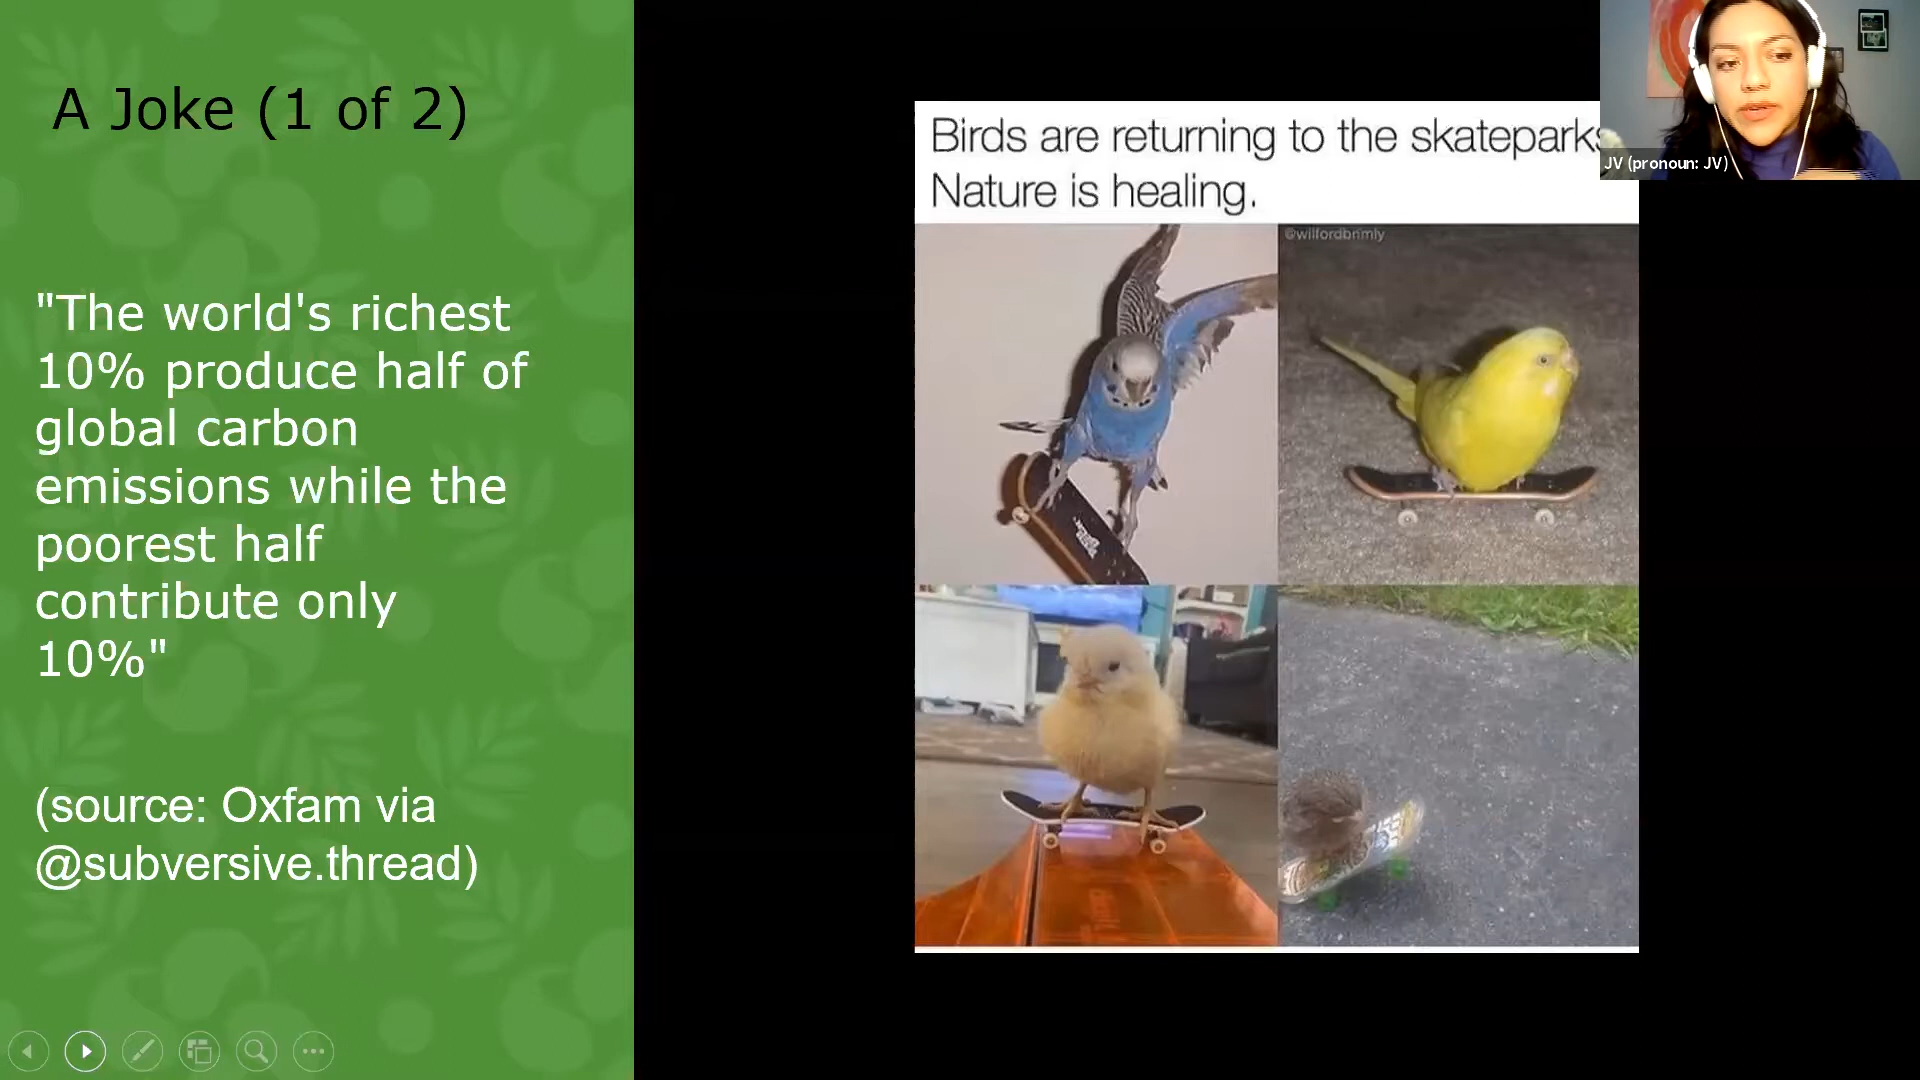 A Joke (1 of 2)
"The world's richest
10% produce half of
global carbon
emissions while the
poorest half
contribute only
10%"
(source: Oxfam via
@subversive.thread)
Birds are returning to the skateparks
Nature is healing.
@wilfordbrimly
JV (pronoun: JV)